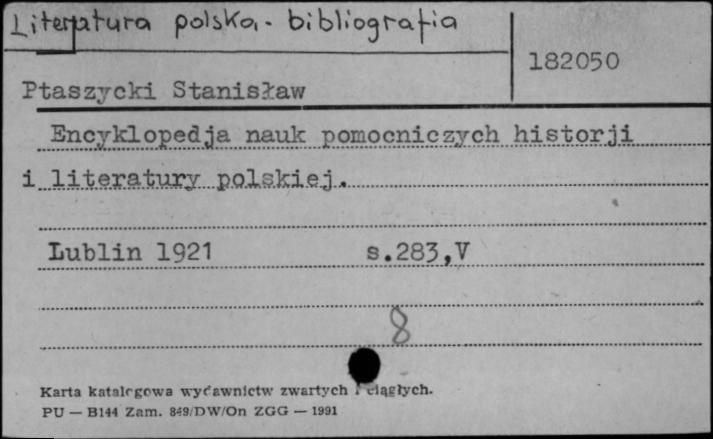 Literatura polska - bibliografia
182050
Ptaszycki Stanisław
Encyklopedja nauk pomocniczych historji
i literatury polskiej.
Lublin 1921 s.283,V
8
Karta katalogowa wydawnictw zwartych i ciągłych.
PU — B144 Zam. 849/DW/On ZGG — 1991